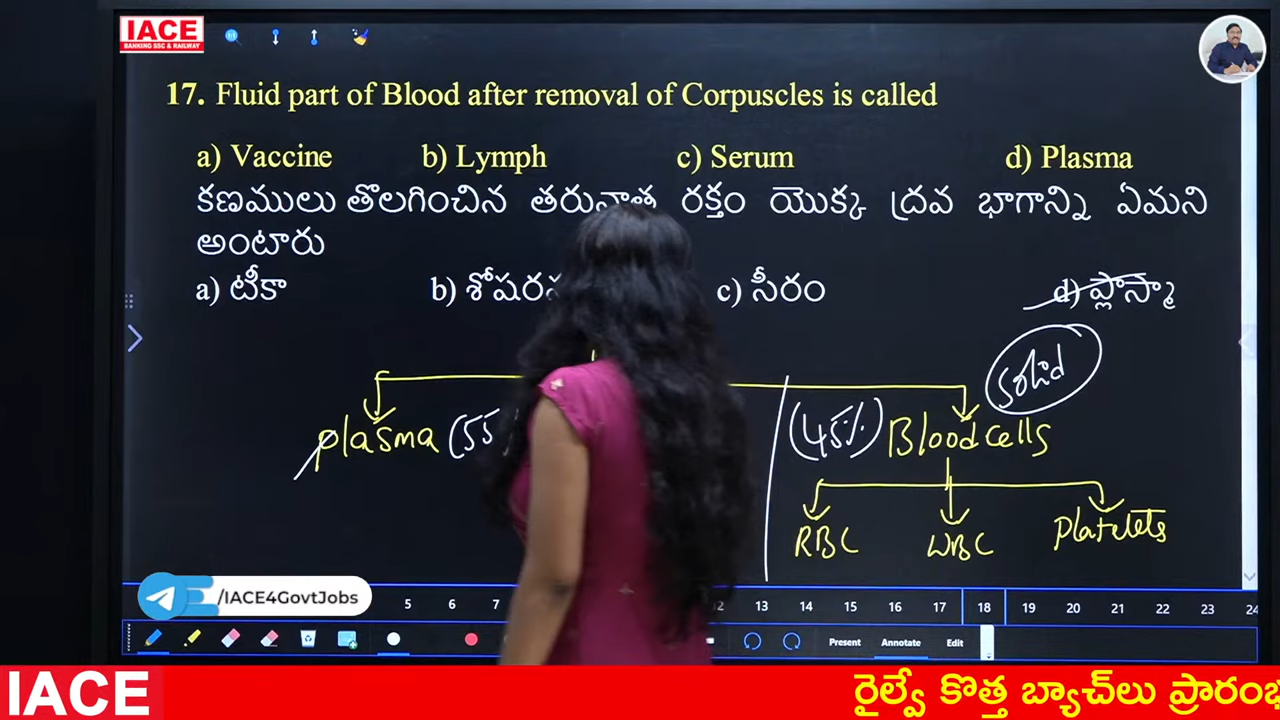 IACE
BANKING SSC & RAILWAY
17. Fluid part of Blood after removal of Corpuscles is called
a) Vaccine b) Lymph c) Serum d) Plasma
కణములు తొలగించిన తరువాత రక్తం యొక్క ద్రవ భాగాన్ని ఏమని
అంటారు
a) టీకా b) c) సీరం d) ప్లాస్మా
solid
plasma (55 (45%) Blood cells
RBC WBC Platelets
/IACE4GovtJobs
5 6 7 12 13 14 15 16 17 18 19 20 21 22 23 24
Present Annotate Edit
IACE రైల్వే కొత్త బ్యాచ్‌లు